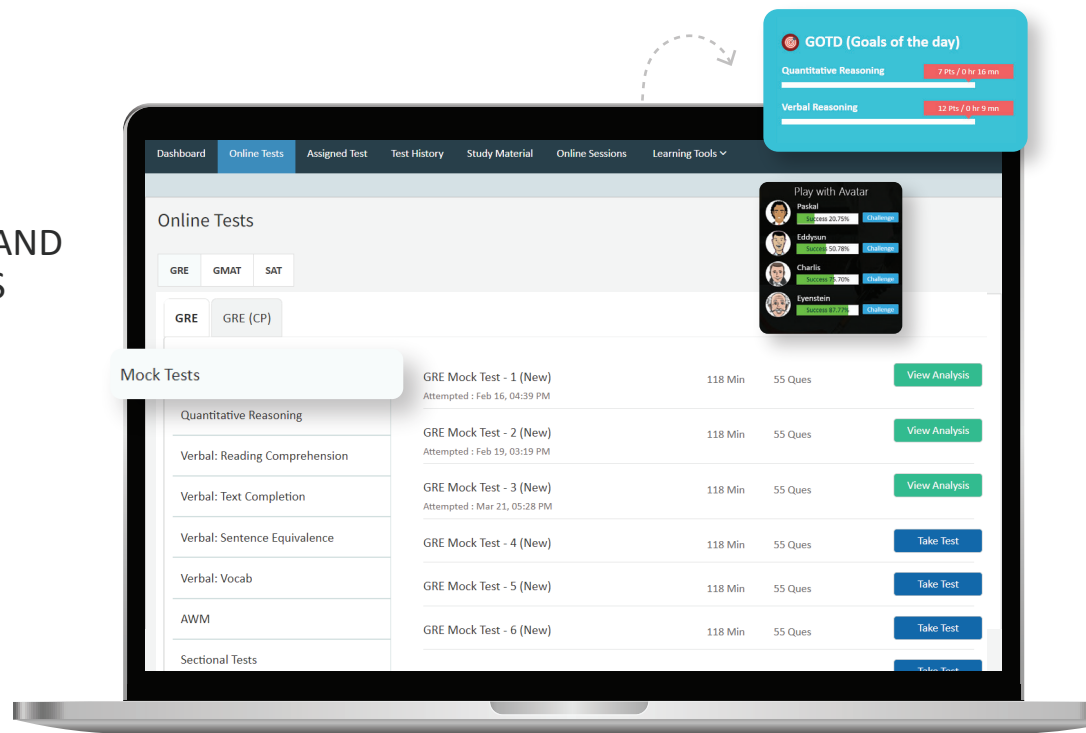 GOTD (Goals of the day)
Quantitative Reasoning 7 Pts / 0 hr 16 mn
Verbal Reasoning 12 Pts / 0 hr 9 mn
Dashboard Online Tests Assigned Test Test History Study Material Online Sessions Learning Tools
Play with Avatar
Paskal
Success 20.75% Challenge
Eddysun
Success 50.78% Challenge
Charlis
Success 75.70% Challenge
Eyenstein
Success 87.77% Challenge
AND
S
Online Tests
GRE GMAT SAT
GRE GRE (CP)
Mock Tests
Quantitative Reasoning
Verbal: Reading Comprehension
Verbal: Text Completion
Verbal: Sentence Equivalence
Verbal: Vocab
AWM
Sectional Tests
GRE Mock Test - 1 (New) 118 Min 55 Ques View Analysis
Attempted : Feb 16, 04:39 PM
GRE Mock Test - 2 (New) 118 Min 55 Ques View Analysis
Attempted : Feb 19, 03:19 PM
GRE Mock Test - 3 (New) 118 Min 55 Ques View Analysis
Attempted : Mar 21, 05:28 PM
GRE Mock Test - 4 (New) 118 Min 55 Ques Take Test
GRE Mock Test - 5 (New) 118 Min 55 Ques Take Test
GRE Mock Test - 6 (New) 118 Min 55 Ques Take Test
Take Test